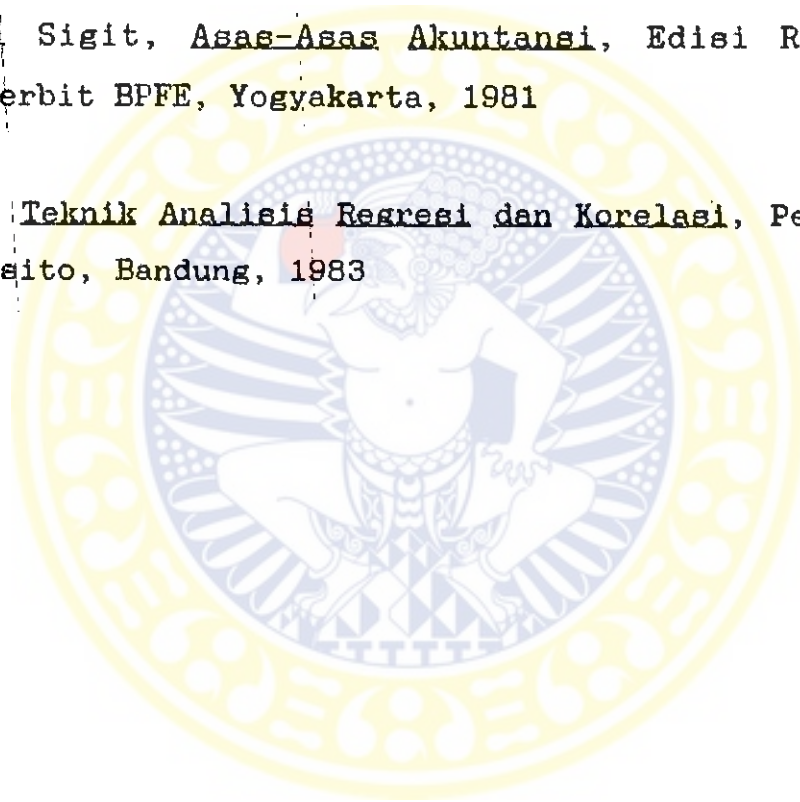 Sigit, Asas-Asas Akuntansi, Edisi R
erbit BPFE, Yogyakarta, 1981
Teknik Analisis Regresi dan Korelasi, Pe
sito, Bandung, 1983